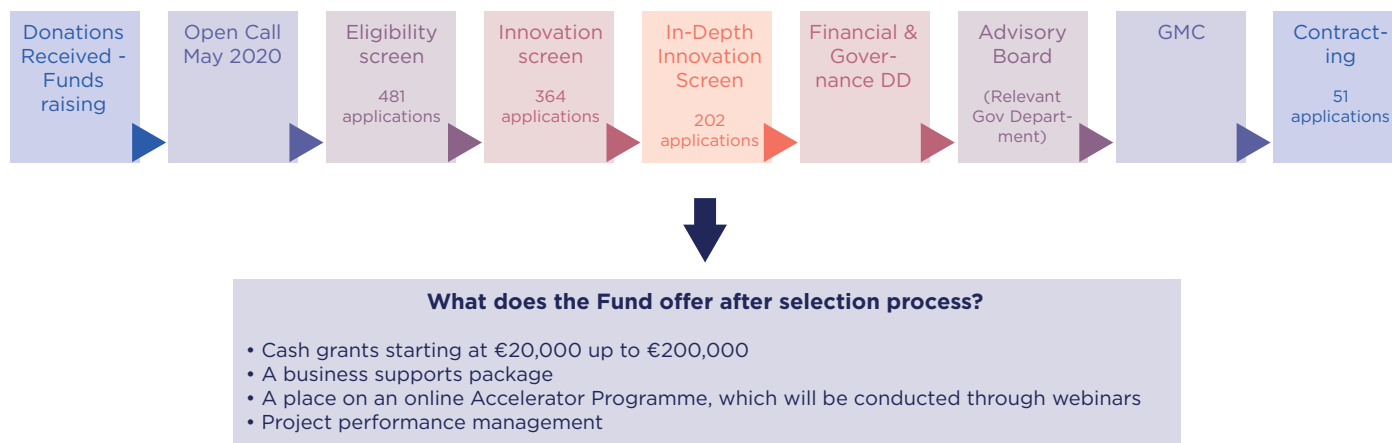 Donations
Received -
Funds
raising
Open Call
May 2020
Eligibility
screen
481
applications
Innovation
screen
364
applications
In-Depth
Innovation
Screen
202
applications
Financial &
Gover-
nance DD
Advisory
Board
(Relevant
Gov Depart-
ment)
GMC
Contract-
ing
51
applications
What does the Fund offer after selection process?
• Cash grants starting at €20,000 up to €200,000
• A business supports package
• A place on an online Accelerator Programme, which will be conducted through webinars
• Project performance management